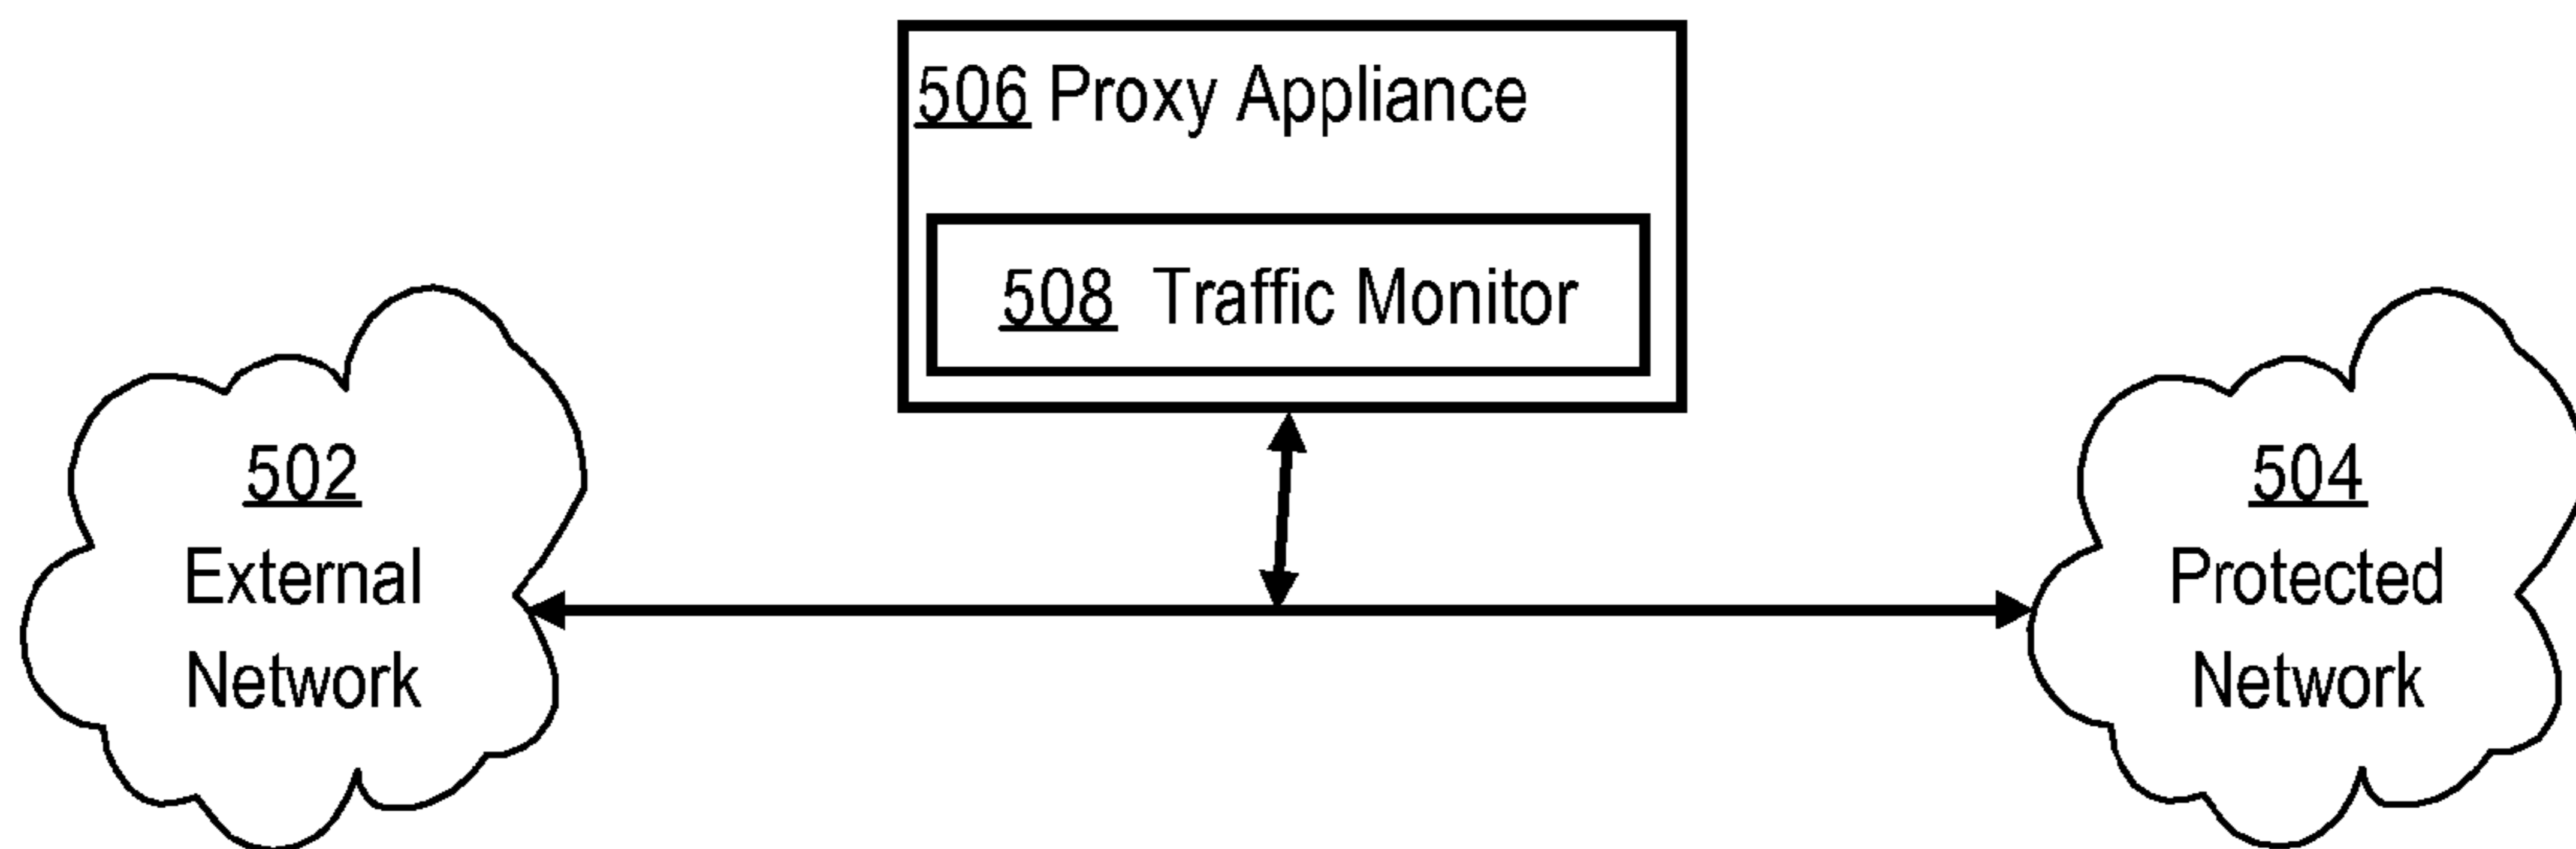 506 Proxy Appliance
508 Traffic Monitor
502
External
Network
504
Protected
Network